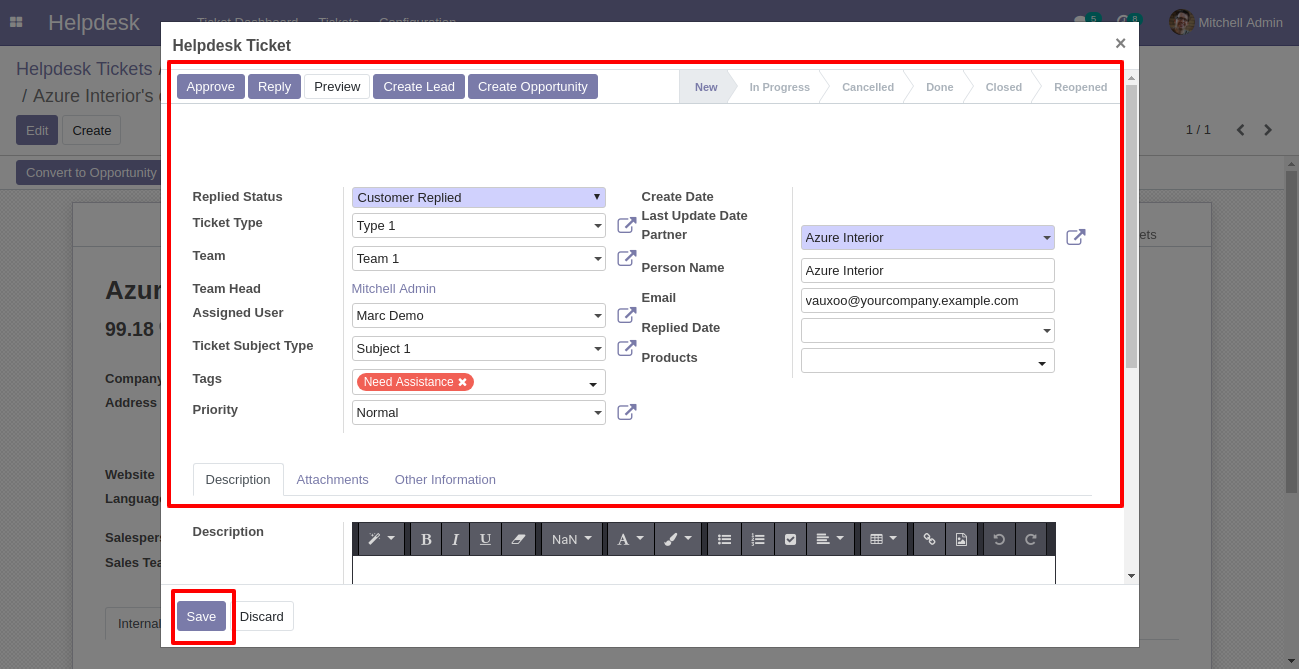 Helpdesk Ticket Dashboard Tickets Configuration 5 8 Mitchell Admin
Helpdesk Ticket ×
Helpdesk Tickets
/ Azure Interior's
Edit Create
1 / 1
Convert to Opportunity
Approve Reply Preview Create Lead Create Opportunity New In Progress Cancelled Done Closed Reopened
Replied Status Customer Replied Create Date
Ticket Type Type 1 Last Update Date
Partner Azure Interior
Team Team 1
Person Name Azure Interior
Team Head Mitchell Admin
Email vauxoo@yourcompany.example.com
Assigned User Marc Demo
Replied Date
Ticket Subject Type Subject 1
Products
Tags Need Assistance ×
Priority Normal
Description Attachments Other Information
Description
B I U NaN A
99.18
Company
Address
Website
Language
Sales Tea
Internal
Save Discard